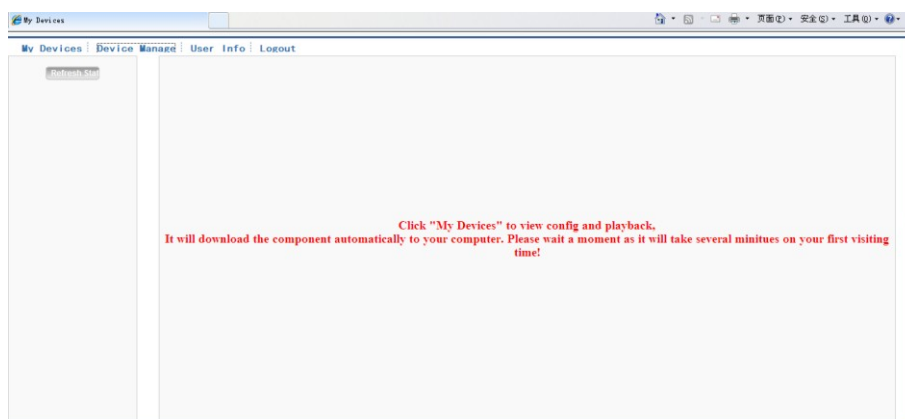 My Devices
页面(P) 安全(S) 工具(O)
My Devices Device Manage User Info Logout
Refresh Stat
Click "My Devices" to view config and playback,
It will download the component automatically to your computer. Please wait a moment as it will take several minitues on your first visiting
time!